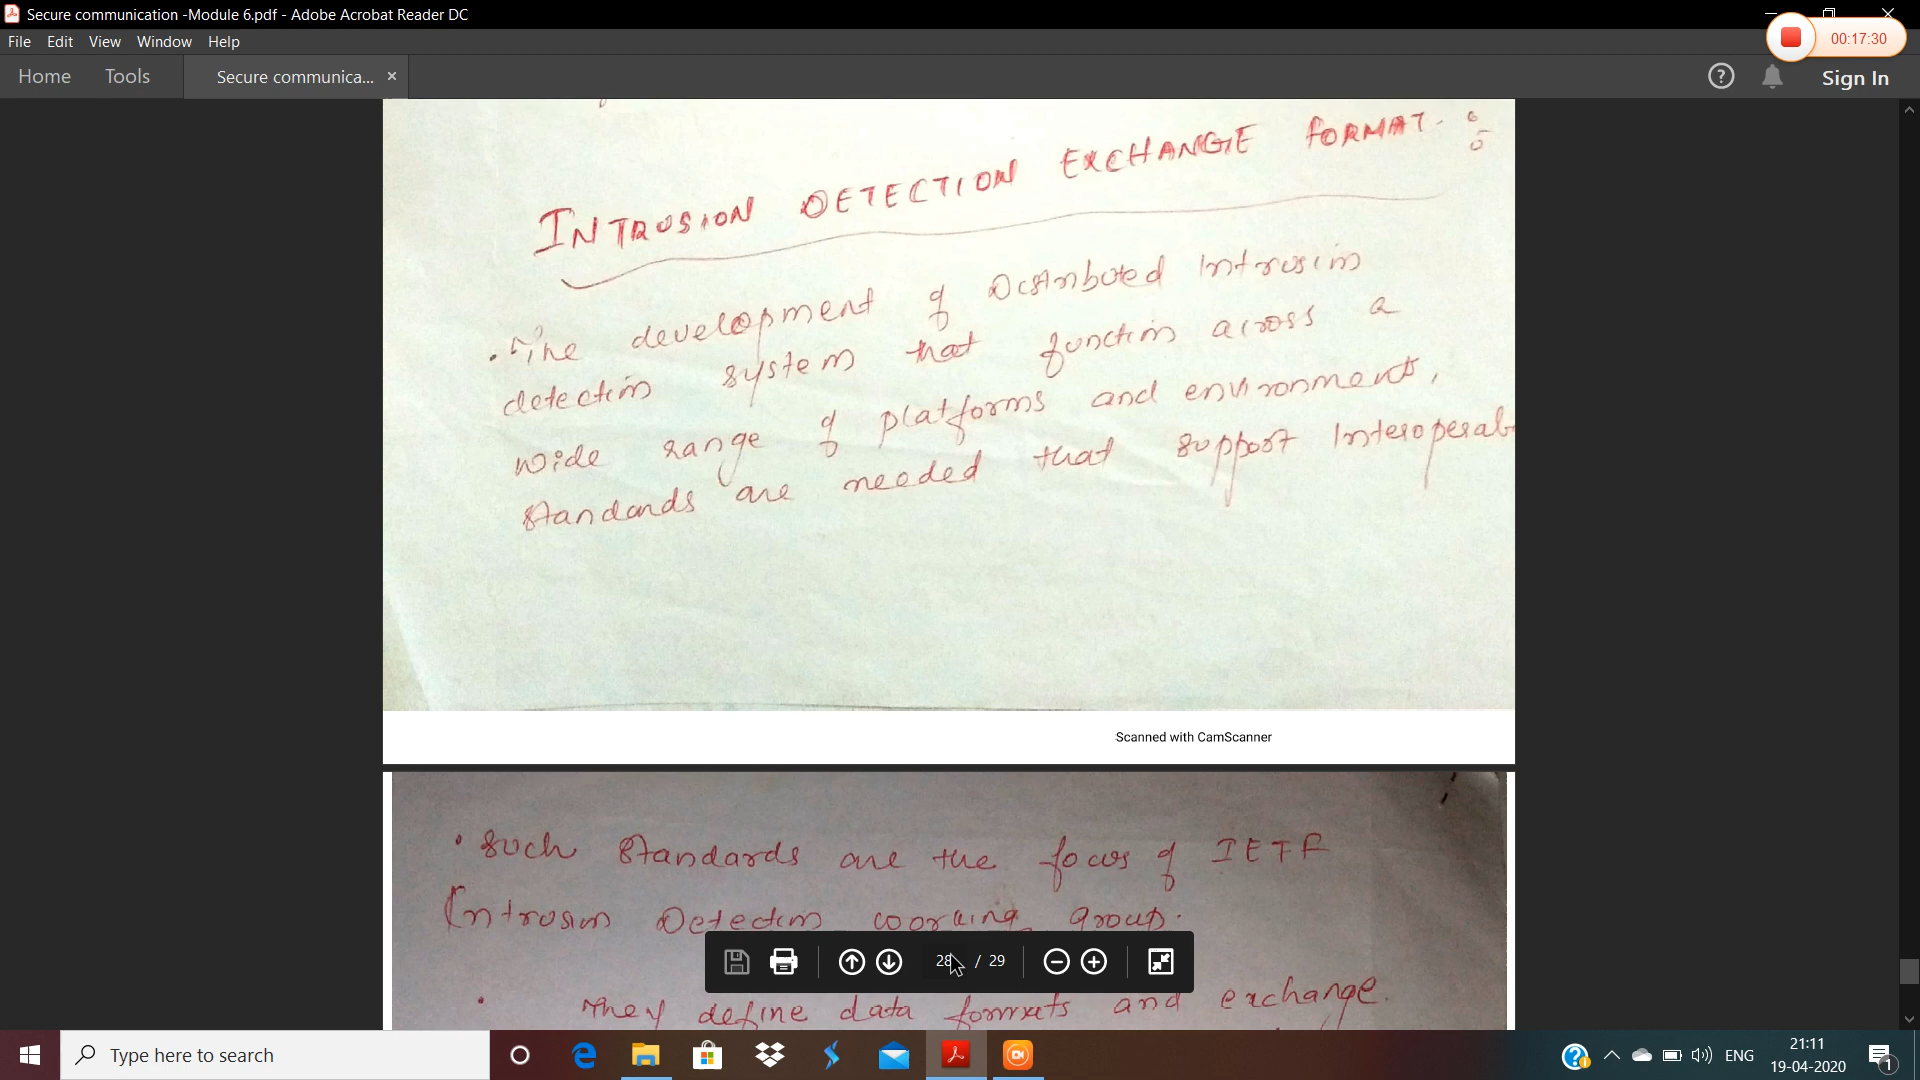 Secure communication -Module 6.pdf - Adobe Acrobat Reader DC
00:17:30
File Edit View Window Help
Home Tools Secure communica... ×
? Sign In
INTRUSION DETECTION EXCHANGE FORMAT :
. The development of Distributed Intrusion
detection system that function across a
wide range of platforms and environments,
standards are needed that support Interoperab
Scanned with CamScanner
. Such standards are the focus of IETF
Intrusion Detection working group.
. They define data formats and exchange.
28 / 29
Type here to search
ENG
21:11
19-04-2020
1